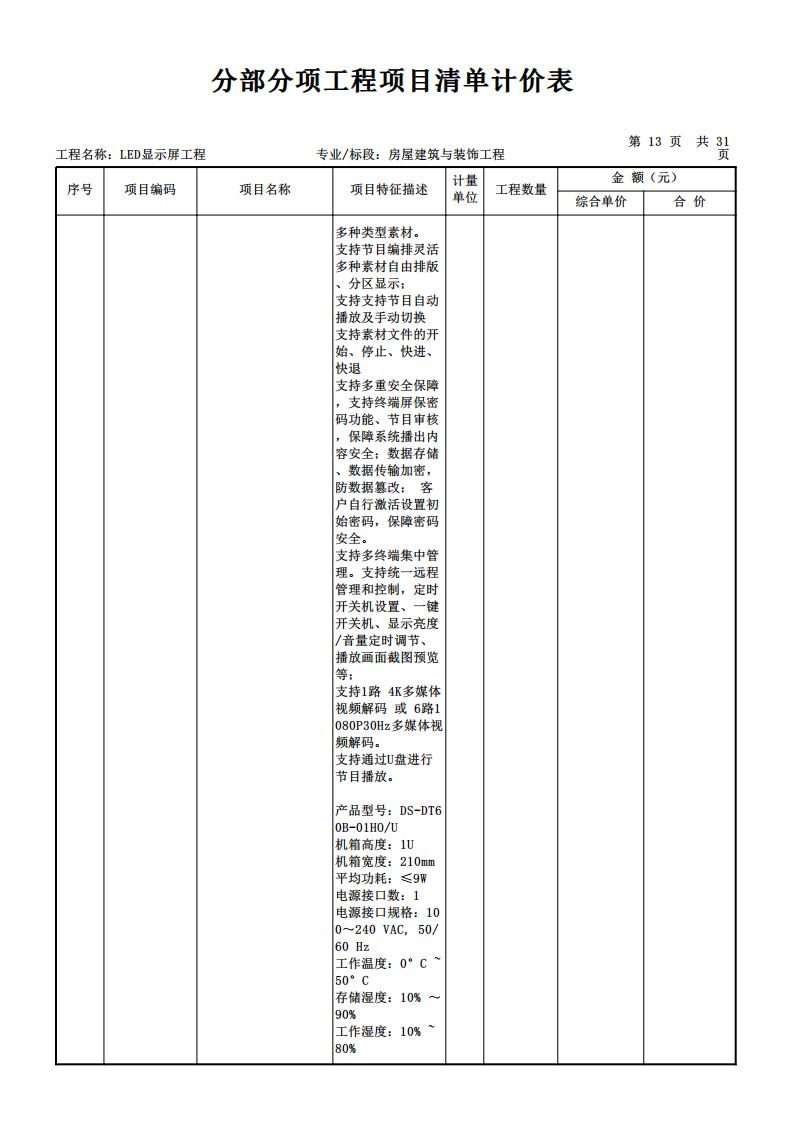 分部分项工程项目清单计价表
第 13 页 共 31
工程名称：LED显示屏工程 专业/标段：房屋建筑与装饰工程 页
序号 项目编码 项目名称 项目特征描述 计量单位 工程数量 金 额（元）
综合单价 合 价
多种类型素材。
支持节目编排灵活
多种素材自由排版
、分区显示；
支持支持节目自动
播放及手动切换
支持素材文件的开
始、停止、快进、
快退
支持多重安全保障
，支持终端屏保密
码功能、节目审核
，保障系统播出内
容安全；数据存储
、数据传输加密，
防数据篡改； 客
户自行激活设置初
始密码，保障密码
安全。
支持多终端集中管
理。支持统一远程
管理和控制，定时
开关机设置、一键
开关机、显示亮度
/音量定时调节、
播放画面截图预览
等；
支持1路 4K多媒体
视频解码 或 6路1
080P30Hz多媒体视
频解码。
支持通过U盘进行
节目播放。
产品型号：DS-DT6
0B-01HO/U
机箱高度：1U
机箱宽度：210mm
平均功耗：≤9W
电源接口数：1
电源接口规格：10
0～240 VAC, 50/
60 Hz
工作温度：0° C ~
50° C
存储湿度：10% ～
90%
工作湿度：10% ~
80%